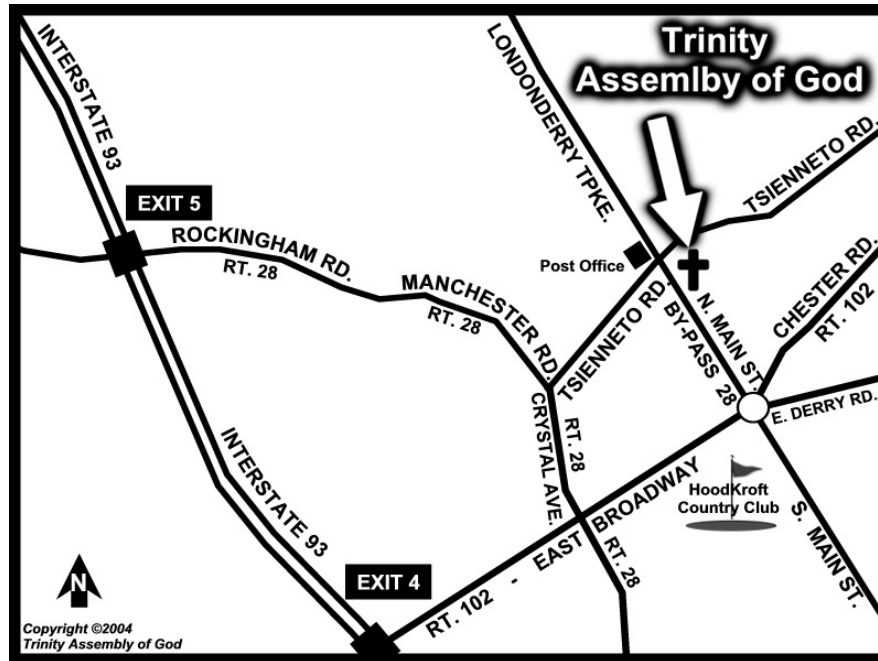 Trinity
Assemlby of God
INTERSTATE 93
LONDONDERRY TPKE.
TSIENNETO RD.
EXIT 5
ROCKINGHAM RD.
RT. 28
Post Office
MANCHESTER RD.
RT. 28
TSIENNETO RD.
N. MAIN ST.
BY-PASS 28
CHESTER RD.
RT. 102
E. DERRY RD.
CRYSTAL AVE.
RT. 28
INTERSTATE 93
HoodKroft
Country Club
S. MAIN ST.
RT. 102 - EAST BROADWAY
RT. 28
EXIT 4
N
Copyright ©2004
Trinity Assembly of God